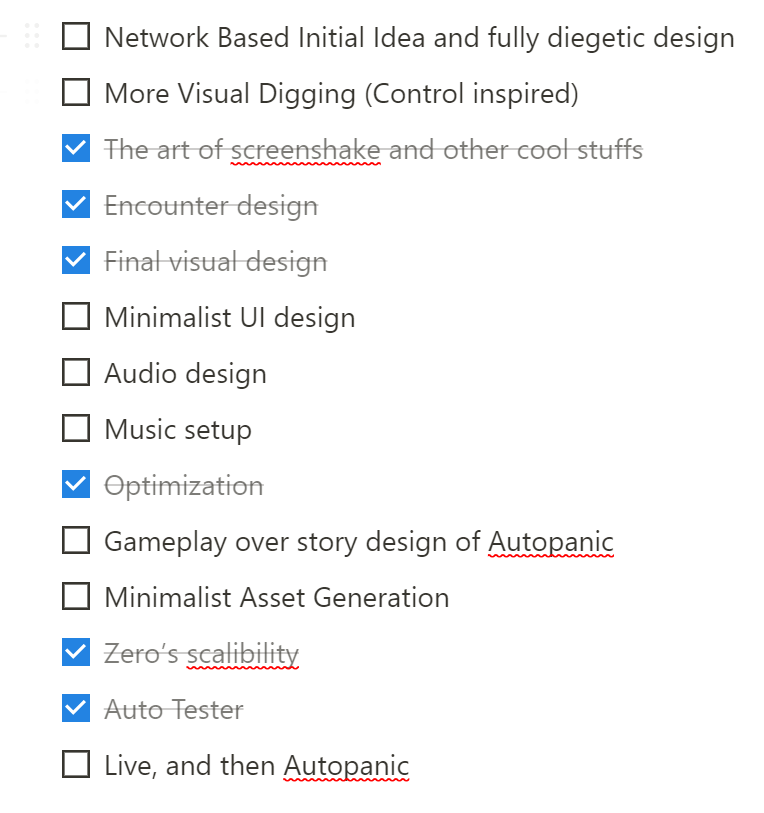 Network Based Initial Idea and fully diegetic design
More Visual Digging (Control inspired)
The art of screenshake and other cool stuffs
Encounter design
Final visual design
Minimalist UI design
Audio design
Music setup
Optimization
Gameplay over story design of Autopanic
Minimalist Asset Generation
Zero’s scalibility
Auto Tester
Live, and then Autopanic